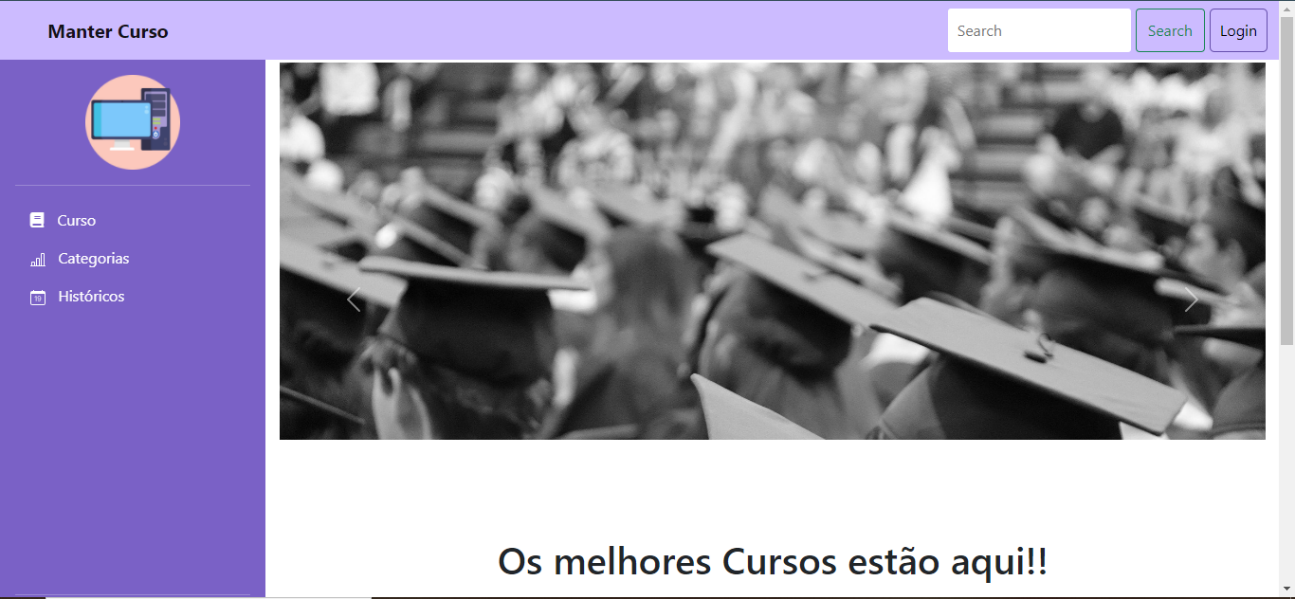 Manter Curso
Search
Search
Login
Curso
Categorias
Históricos
Os melhores Cursos estão aqui!!